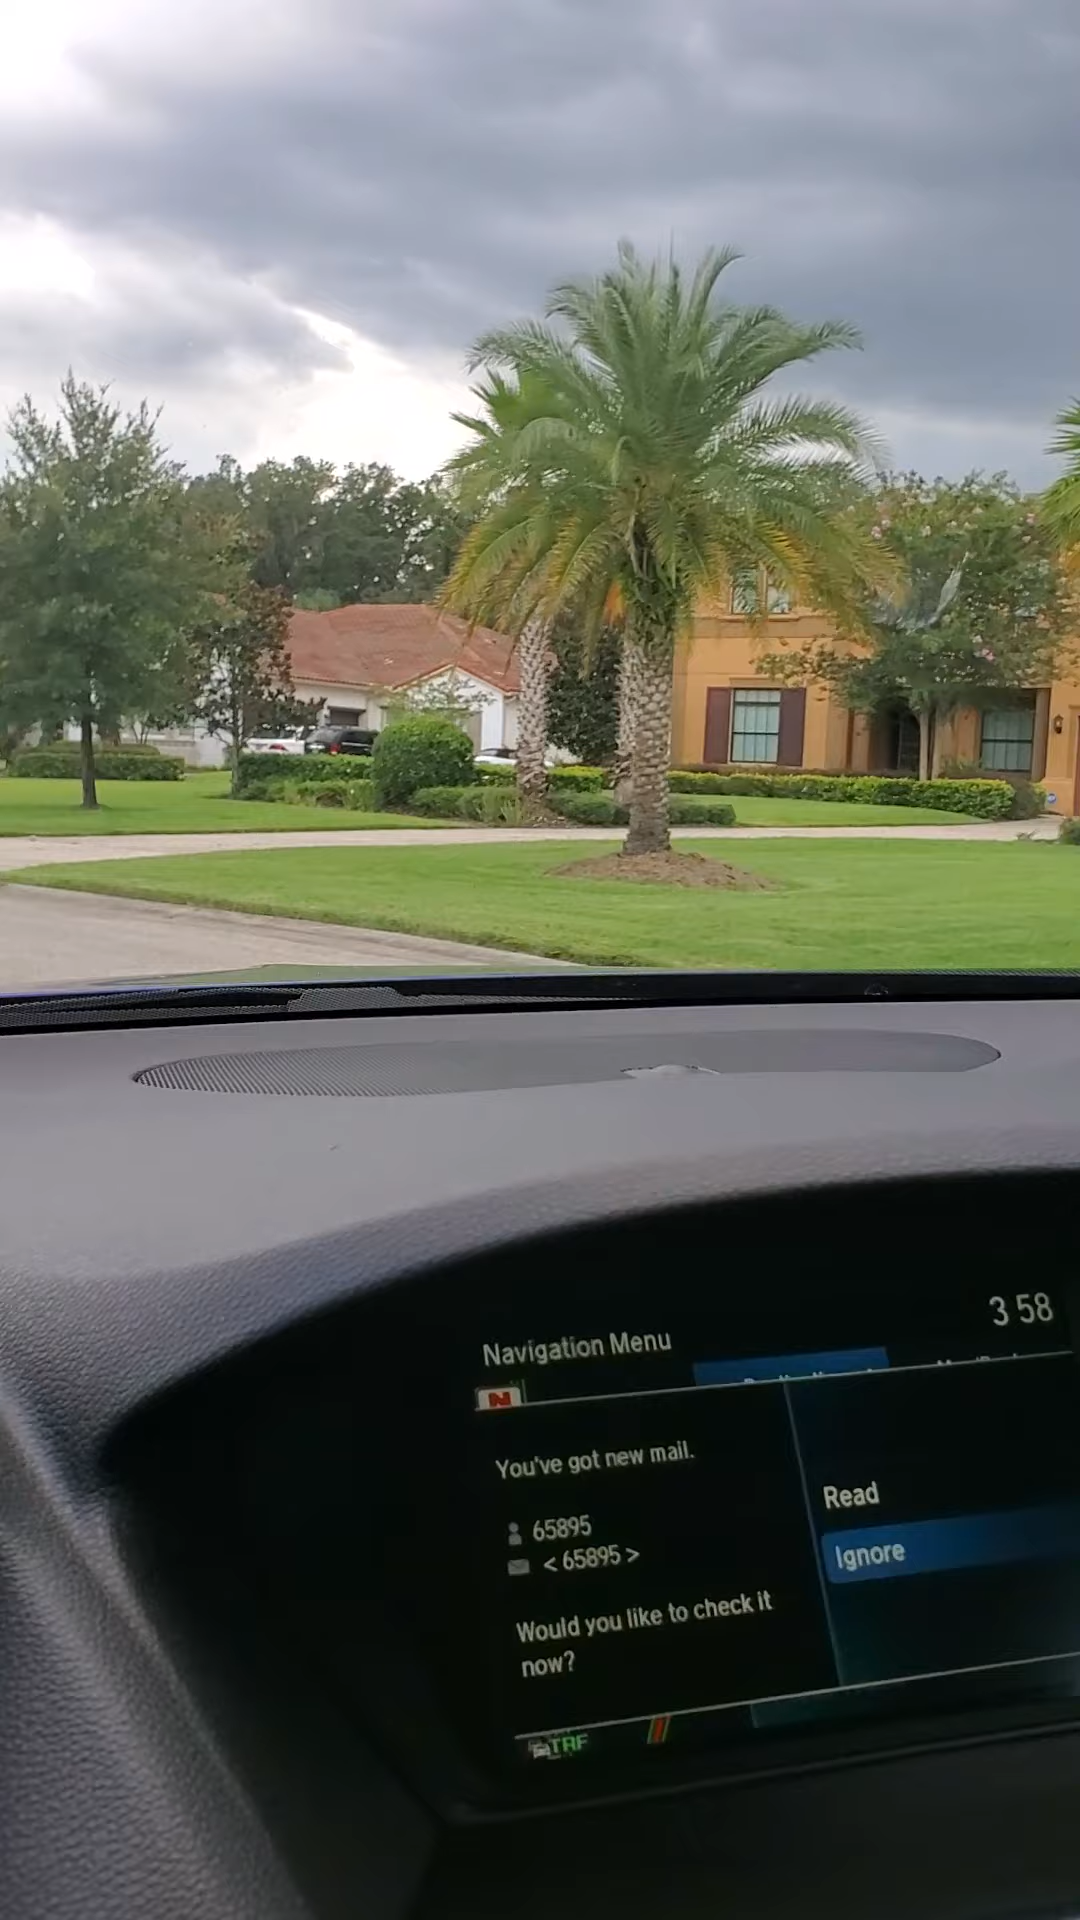 Navigation Menu
3 58
You've got new mail.
65895
< 65895 >
Would you like to check it
now?
Read
Ignore
TRF